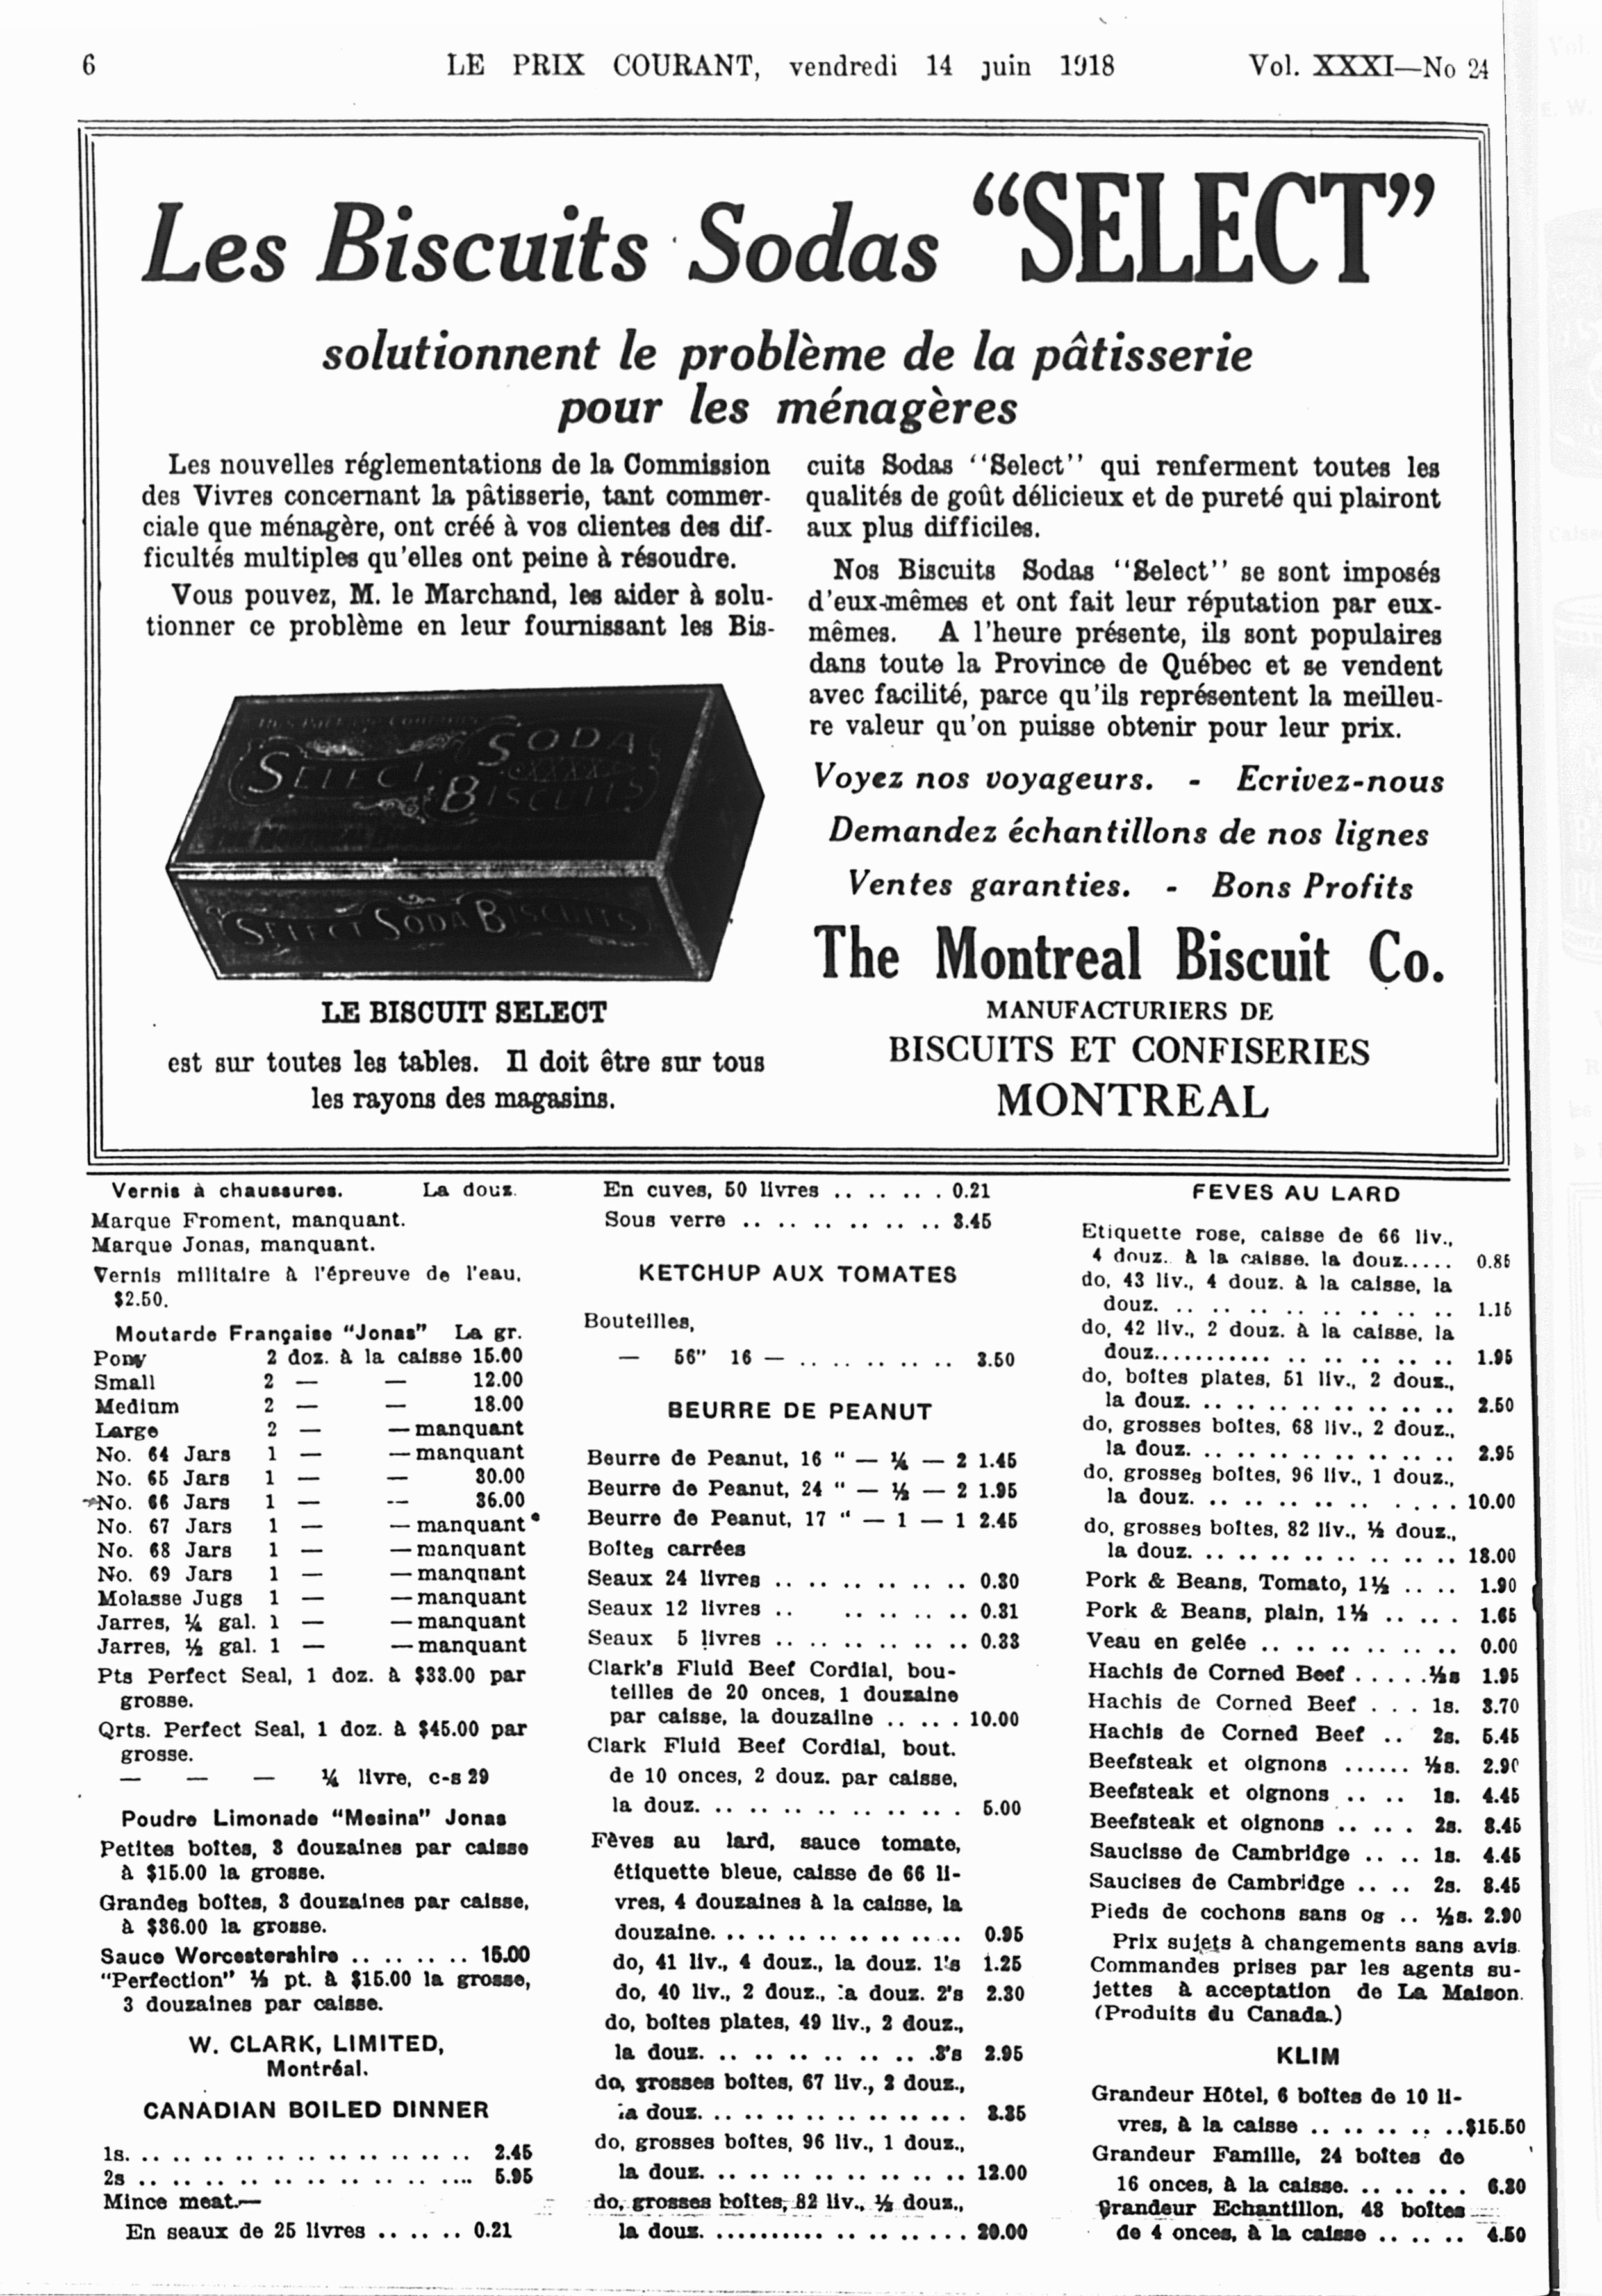 6 LE PRIX COURANT, vendredi 14 juin 1918 Vol. XXXI—No 24
Les Biscuits Sodas “SELECT”
solutionnent le problème de la pâtisserie
pour les ménagères
Les nouvelles réglementations de la Commission
des Vivres concernant la pâtisserie, tant commer-
ciale que ménagère, ont créé à vos clientes des dif-
ficultés multiples qu'elles ont peine à résoudre.
Vous pouvez, M. le Marchand, les aider à solu-
tionner ce problème en leur fournissant les Bis-
SELECT SODA BISCUITS
SELECT SODA BISCUITS
LE BISCUIT SELECT
est sur toutes les tables. Il doit être sur tous
les rayons des magasins.
cuits Sodas ‘‘Select’’ qui renferment toutes les
qualités de goût délicieux et de pureté qui plairont
aux plus difficiles.
Nos Biscuits Sodas ‘‘Select’’ se sont imposés
d'eux-mêmes et ont fait leur réputation par eux-
mêmes. A l'heure présente, ils sont populaires
dans toute la Province de Québec et se vendent
avec facilité, parce qu'ils représentent la meilleu-
re valeur qu'on puisse obtenir pour leur prix.
Voyez nos voyageurs. - Ecrivez-nous
Demandez échantillons de nos lignes
Ventes garanties. - Bons Profits
The Montreal Biscuit Co.
MANUFACTURIERS DE
BISCUITS ET CONFISERIES
MONTREAL
Vernis à chaussures. La douz.
Marque Froment, manquant.
Marque Jonas, manquant.
Vernis militaire à l'épreuve de l'eau,
$2.50.
Moutarde Française “Jonas” La gr.
Pony 2 doz. à la caisse 15.00
Small 2 — — 12.00
Medium 2 — — 18.00
Large 2 — — manquant
No. 64 Jars 1 — — manquant
No. 65 Jars 1 — — 30.00
No. 66 Jars 1 — — 36.00
No. 67 Jars 1 — — manquant
No. 68 Jars 1 — — manquant
No. 69 Jars 1 — — manquant
Molasse Jugs 1 — — manquant
Jarres, ¼ gal. 1 — — manquant
Jarres, ½ gal. 1 — — manquant
Pts Perfect Seal, 1 doz. à $33.00 par
grosse.
Qrts. Perfect Seal, 1 doz. à $45.00 par
grosse.
— — — ¼ livre, c-s 29
Poudre Limonade “Mesina” Jonas
Petites boîtes, 3 douzaines par caisse
à $15.00 la grosse.
Grandes boîtes, 3 douzaines par caisse,
à $36.00 la grosse.
Sauce Worcestershire .. .. .. .. 15.00
“Perfection” ½ pt. à $15.00 la grosse,
3 douzaines par caisse.
W. CLARK, LIMITED,
Montréal.
CANADIAN BOILED DINNER
1s. .. .. .. .. .. .. .. .. .. .. 2.45
2s .. .. .. .. .. .. .. .. .. .... 5.95
Mince meat.—
En seaux de 25 livres .. .. .. 0.21
En cuves, 50 livres .. .. .. . 0.21
Sous verre .. .. .. .. .. .. 3.45
KETCHUP AUX TOMATES
Bouteilles,
— 56” 16 — .. .. .. .. .. 3.50
BEURRE DE PEANUT
Beurre de Peanut, 16 “ — ¼ — 2 1.45
Beurre de Peanut, 24 “ — ½ — 2 1.95
Beurre de Peanut, 17 “ — 1 — 1 2.45
Boîtes carrées
Seaux 24 livres .. .. .. .. .. .. 0.30
Seaux 12 livres .. .. .. .. .. 0.31
Seaux 5 livres .. .. .. .. .. .. 0.33
Clark's Fluid Beef Cordial, bou-
teilles de 20 onces, 1 douzaine
par caisse, la douzailne .. .. . 10.00
Clark Fluid Beef Cordial, bout.
de 10 onces, 2 douz. par caisse,
la douz. .. .. .. .. .. .. .. . 5.00
Fèves au lard, sauce tomate,
étiquette bleue, caisse de 66 li-
vres, 4 douzaines à la caisse, la
douzaine. .. .. .. .. .. .. .. 0.95
do, 41 liv., 4 douz., la douz. 1's 1.25
do, 40 liv., 2 douz., la douz. 2's 2.30
do, boîtes plates, 49 liv., 2 douz.,
la douz. .. .. .. .. .. .. .3's 2.95
do, grosses boîtes, 67 liv., 2 douz.,
la douz. .. .. .. .. .. .. .. . 3.35
do, grosses boîtes, 96 liv., 1 douz.,
la douz. .. .. .. .. .. .. .. .. 12.00
do, grosses boîtes, 82 liv., ½ douz.,
la douz. .......... .. .. .. .. 20.00
FEVES AU LARD
Etiquette rose, caisse de 66 liv.,
4 douz. à la caisse, la douz..... 0.85
do, 43 liv., 4 douz. à la caisse, la
douz. .. .. .. .. .. .. .. .. 1.15
do, 42 liv., 2 douz. à la caisse, la
douz........... .. .. .. .. .. 1.95
do, boîtes plates, 51 liv., 2 douz.,
la douz. .. .. .. .. .. .. .. .. 2.50
do, grosses boîtes, 68 liv., 2 douz.,
la douz. .. .. .. .. .. .. .. .. 2.95
do, grosses boîtes, 96 liv., 1 douz.,
la douz. .. .. .. .. .. . . . . 10.00
do, grosses boîtes, 82 liv., ½ douz.,
la douz. .. .. .. .. .. .. .. .. 18.00
Pork & Beans, Tomato, 1½ .. .. 1.90
Pork & Beans, plain, 1½ .. .. . 1.65
Veau en gelée .. .. .. .. .. .. 0.00
Hachis de Corned Beef . . . . .½s 1.95
Hachis de Corned Beef . . . 1s. 3.70
Hachis de Corned Beef .. 2s. 5.45
Beefsteak et oignons ...... ½s. 2.90
Beefsteak et oignons .. .. 1s. 4.45
Beefsteak et oignons .. .. . 2s. 8.45
Saucisse de Cambridge .. .. 1s. 4.45
Saucises de Cambridge .. .. 2s. 8.45
Pieds de cochons sans os .. ½s. 2.90
Prix sujets à changements sans avis.
Commandes prises par les agents su-
jettes à acceptation de La Maison.
(Produits du Canada.)
KLIM
Grandeur Hôtel, 6 boîtes de 10 li-
vres, à la caisse .. .. .. .. ..$15.50
Grandeur Famille, 24 boîtes de
16 onces, à la caisse. .. .. .. . 6.30
Grandeur Echantillon, 48 boîtes
de 4 onces, à la caisse .. .. .. 4.50